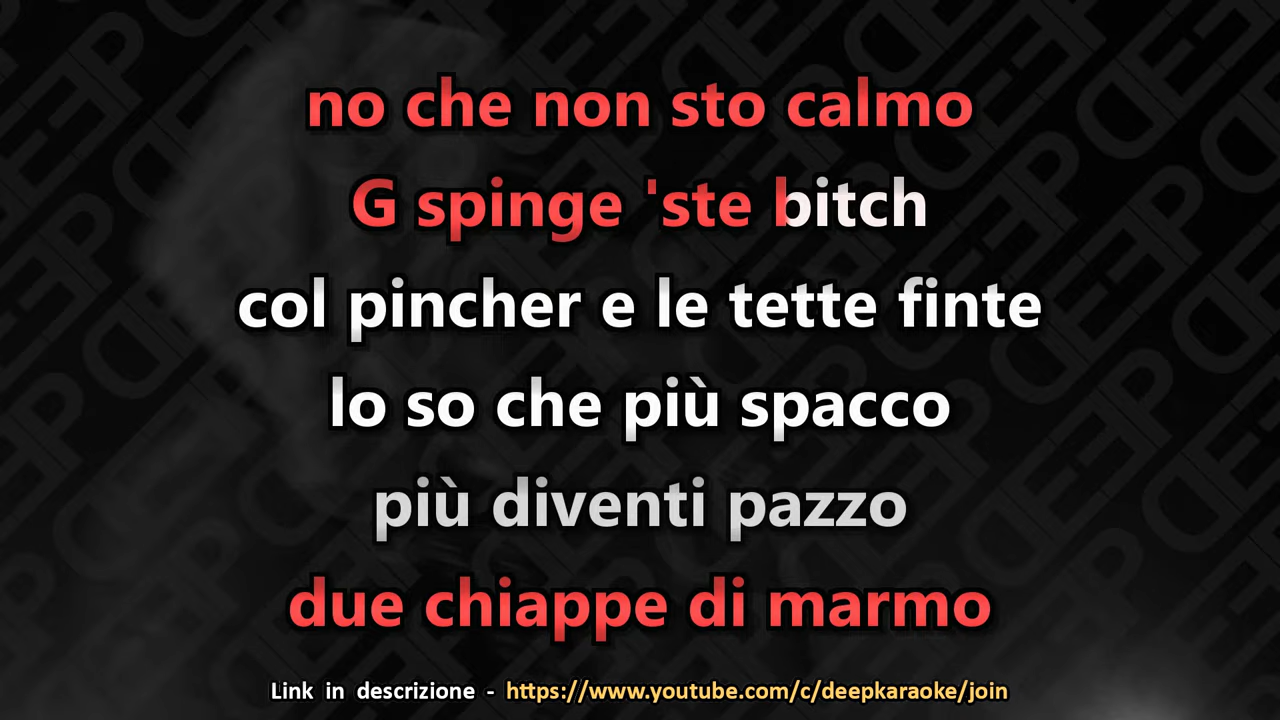 no che non sto calmo
G spinge 'ste bitch
col pincher e le tette finte
lo so che più spacco
più diventi pazzo
due chiappe di marmo
Link in descrizione - https://www.youtube.com/c/deepkaraoke/join